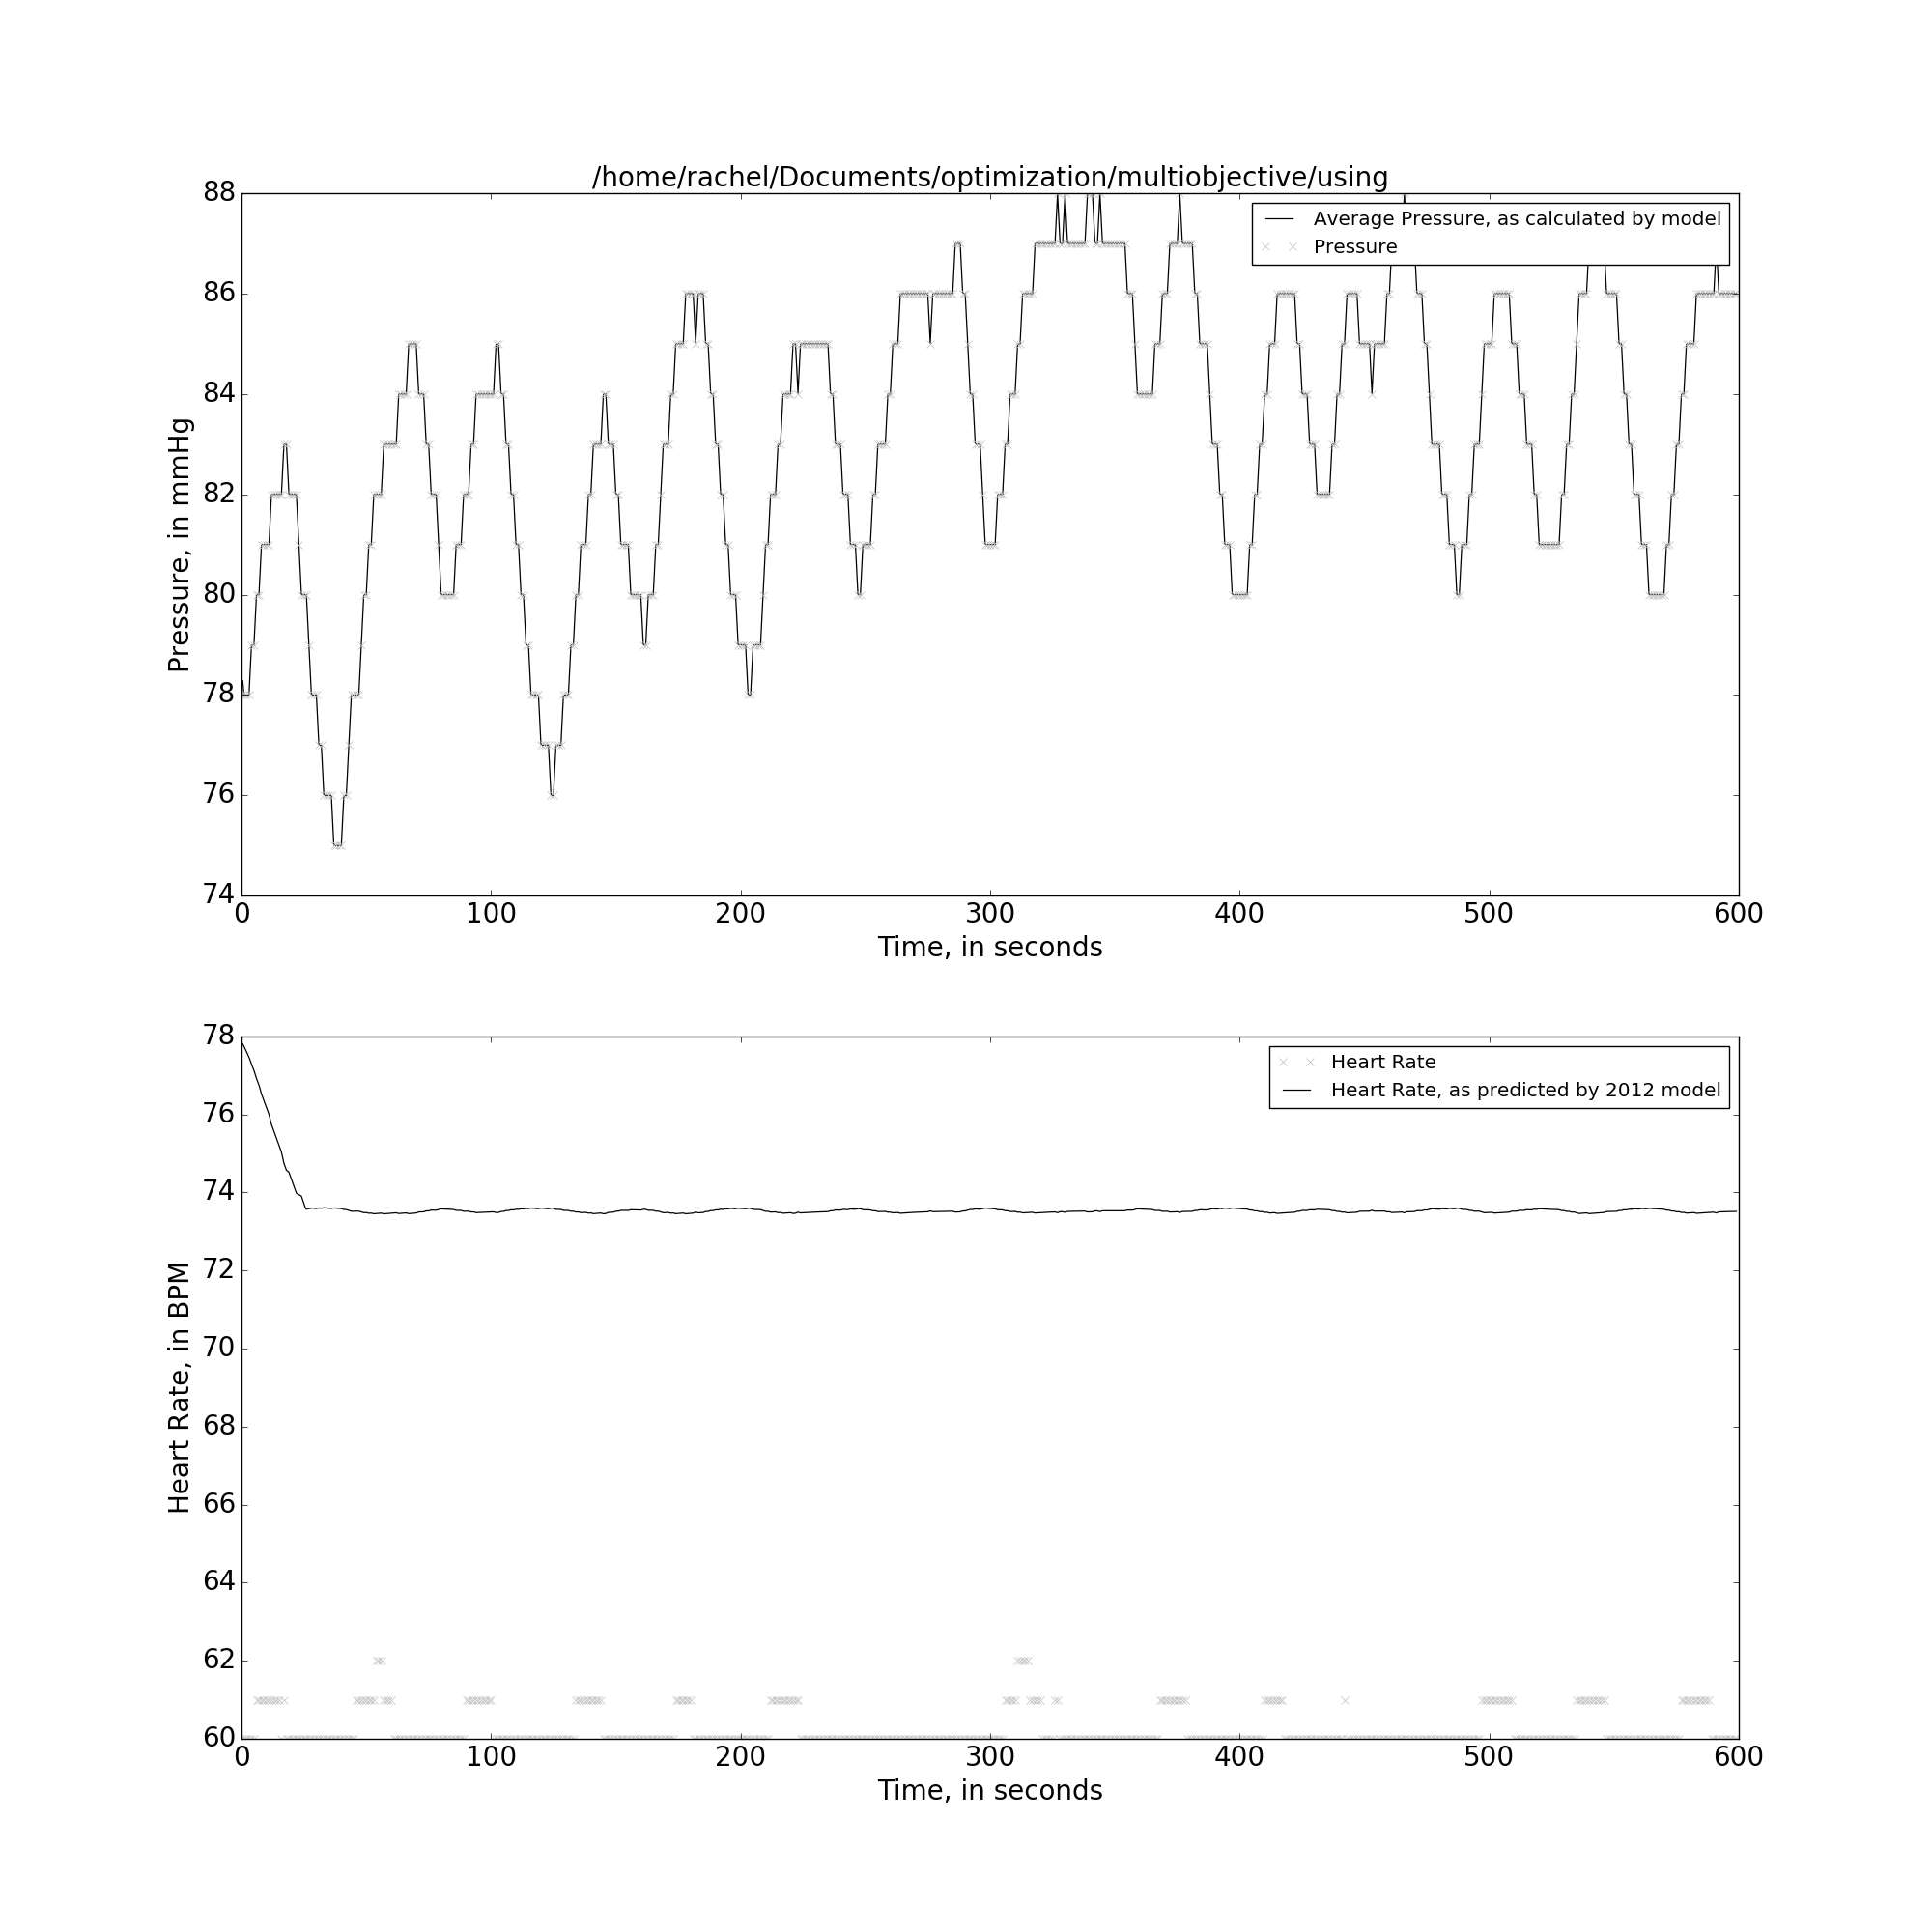 /home/rachel/Documents/optimization/multiobjective/using
88
86
84
82
80
78
76
74
Pressure, in mmHg
Average Pressure, as calculated by model
Pressure
0 100 200 300 400 500 600
Time, in seconds
78
76
74
72
70
68
66
64
62
60
Heart Rate, in BPM
Heart Rate
Heart Rate, as predicted by 2012 model
0 100 200 300 400 500 600
Time, in seconds